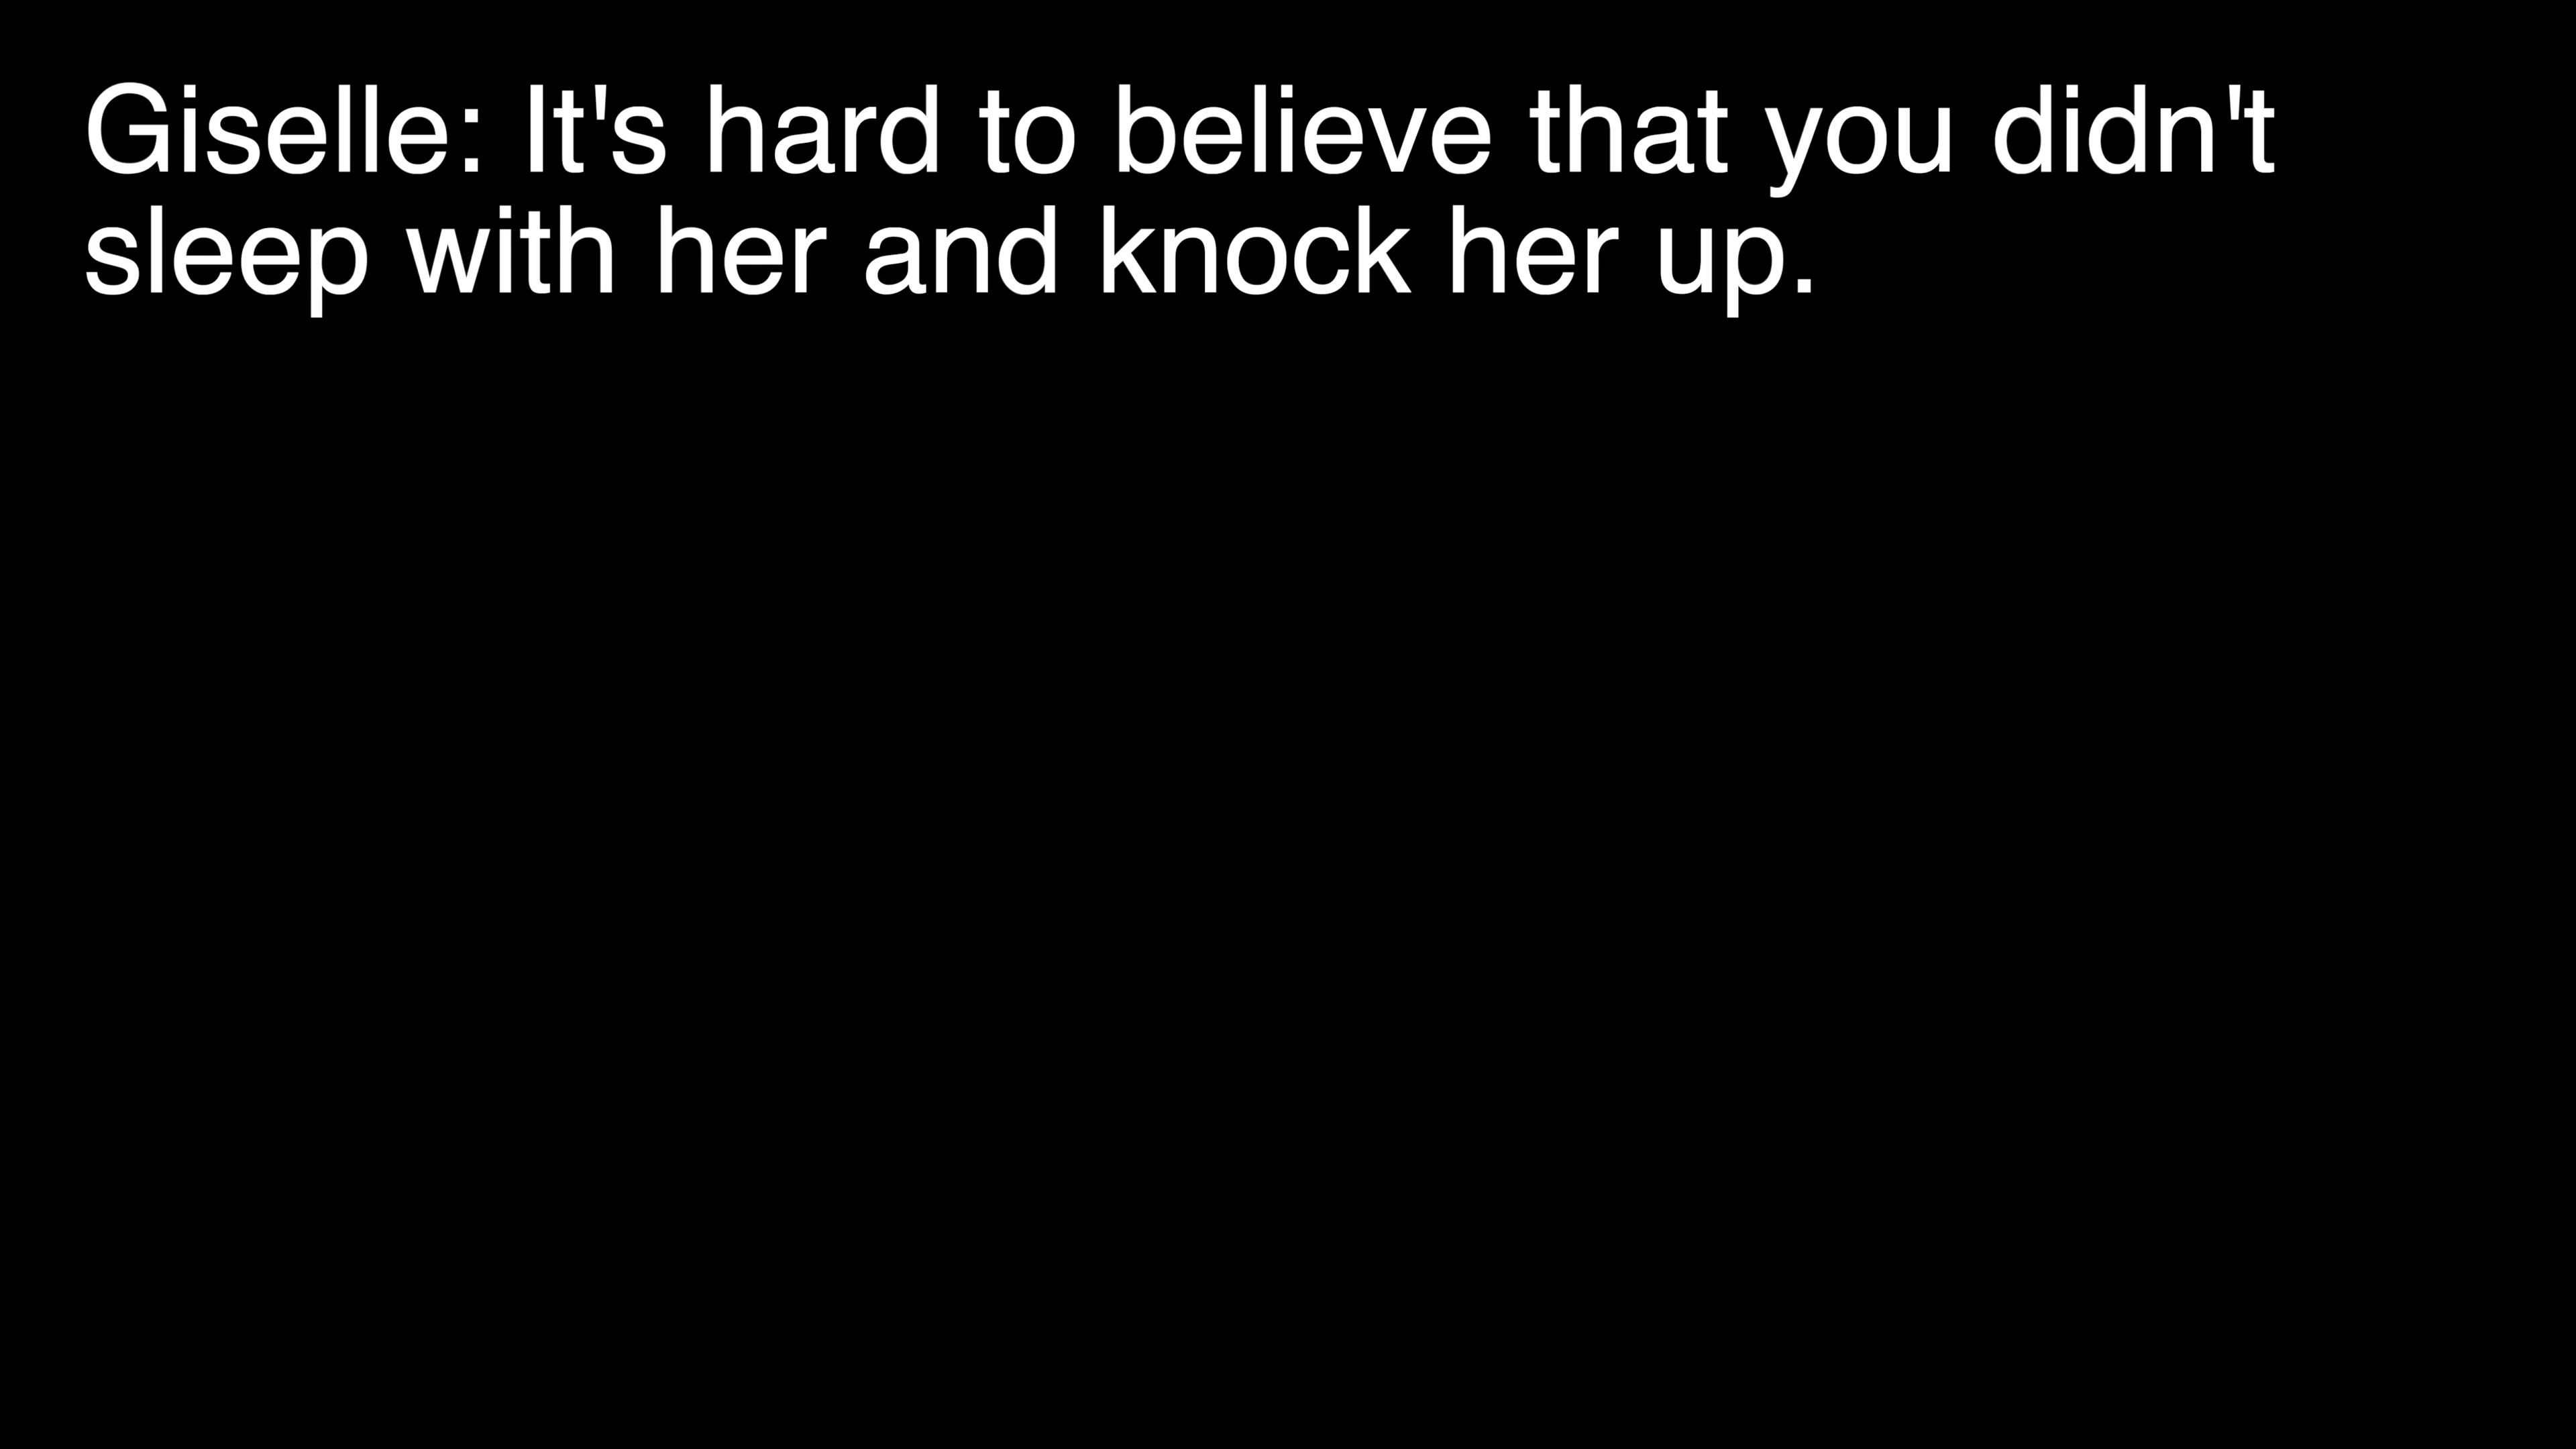 Giselle: It's hard to believe that you didn't
sleep with her and knock her up.